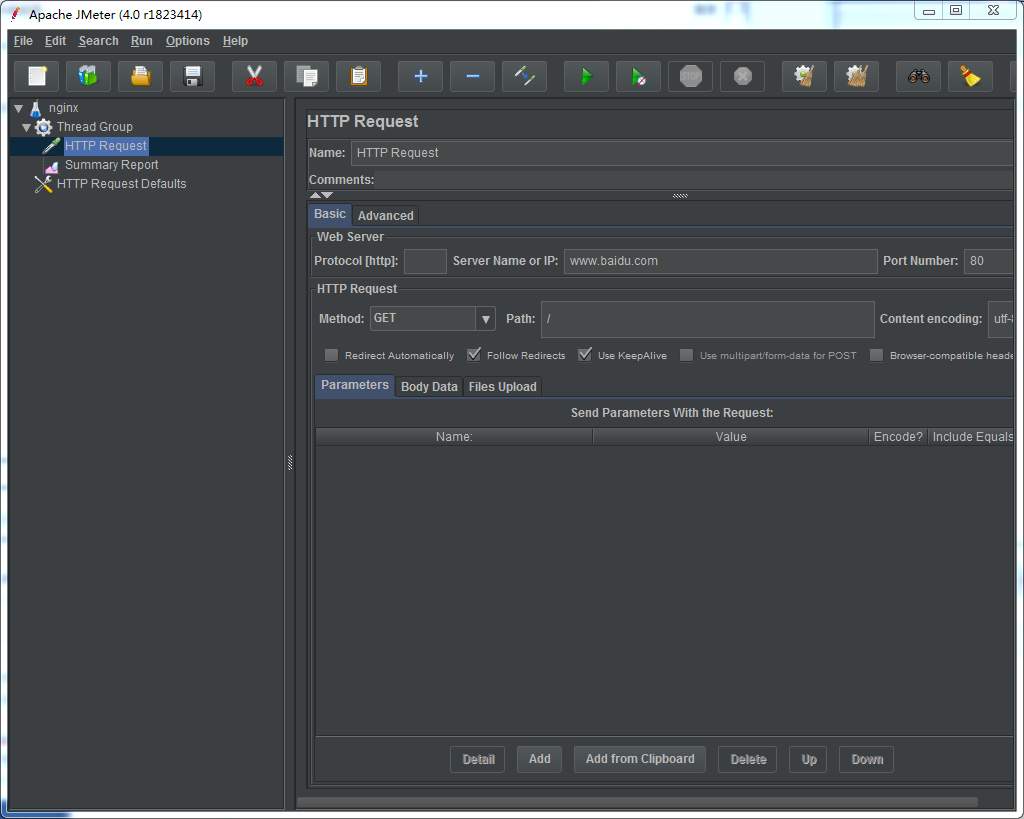 Apache JMeter (4.0 r1823414)
File Edit Search Run Options Help
STOP
nginx
Thread Group
HTTP Request
Summary Report
HTTP Request Defaults
HTTP Request
Name: HTTP Request
Comments:
Basic Advanced
Web Server
Protocol [http]: Server Name or IP: www.baidu.com Port Number: 80
HTTP Request
Method: GET Path: / Content encoding: utf-8
Redirect Automatically Follow Redirects Use KeepAlive Use multipart/form-data for POST Browser-compatible heade
Parameters Body Data Files Upload
Send Parameters With the Request:
Name: Value Encode? Include Equals
Detail Add Add from Clipboard Delete Up Down